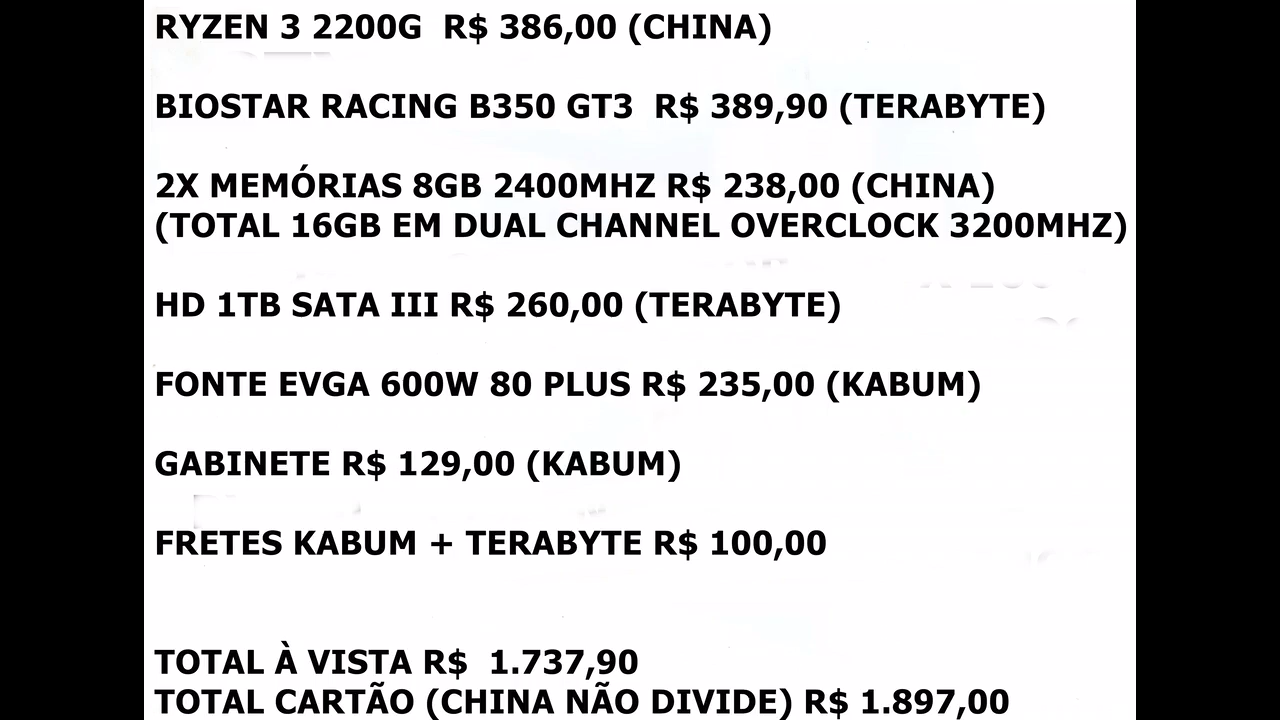 RYZEN 3 2200G R$ 386,00 (CHINA)
BIOSTAR RACING B350 GT3 R$ 389,90 (TERABYTE)
2X MEMÓRIAS 8GB 2400MHZ R$ 238,00 (CHINA)
(TOTAL 16GB EM DUAL CHANNEL OVERCLOCK 3200MHZ)
HD 1TB SATA III R$ 260,00 (TERABYTE)
FONTE EVGA 600W 80 PLUS R$ 235,00 (KABUM)
GABINETE R$ 129,00 (KABUM)
FRETES KABUM + TERABYTE R$ 100,00
TOTAL À VISTA R$ 1.737,90
TOTAL CARTÃO (CHINA NÃO DIVIDE) R$ 1.897,00